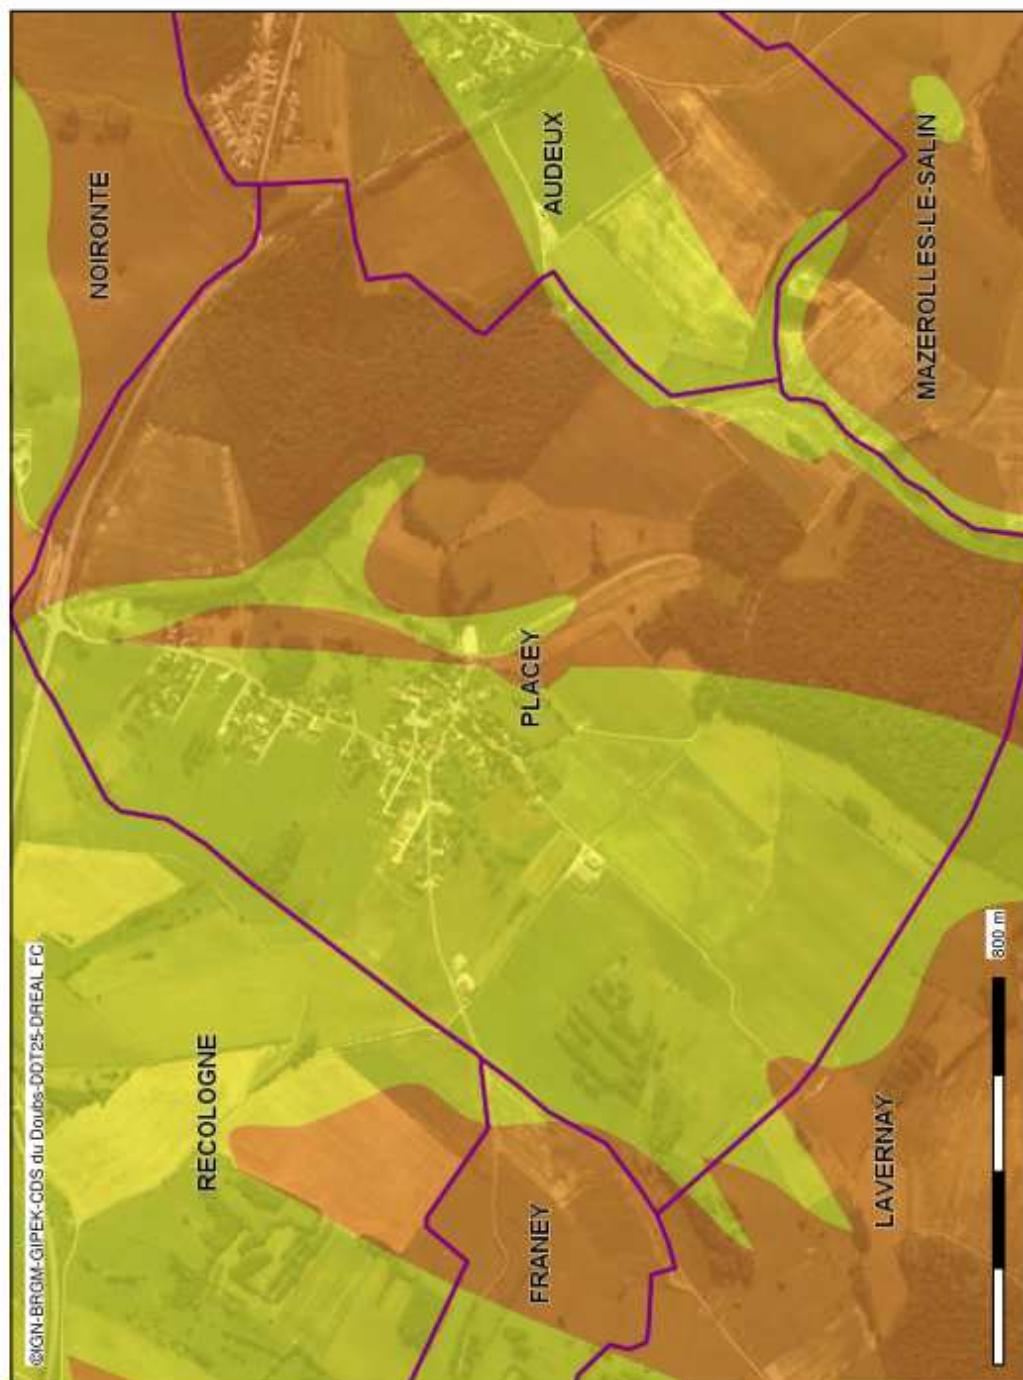 ©IGN-BRGM-GIPEK-CDS du Doubs-DDT25-DREAL FC
RECOLOGNE
NOIRONTE
FRANEY
PLACEY
AUDEUX
LAVERNAY
MAZEROLLES-LE-SALIN
800 m